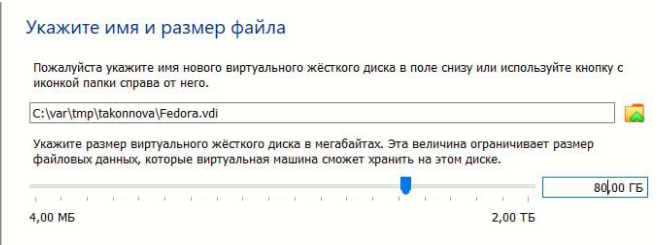 Укажите имя и размер файла
Пожалуйста укажите имя нового виртуального жёсткого диска в поле снизу или используйте кнопку с
иконкой папки справа от него.
C:\var\tmp\takonnova\Fedora.vdi
Укажите размер виртуального жёсткого диска в мегабайтах. Эта величина ограничивает размер
файловых данных, которые виртуальная машина сможет хранить на этом диске.
80,00 ГБ
4,00 МБ 2,00 ТБ